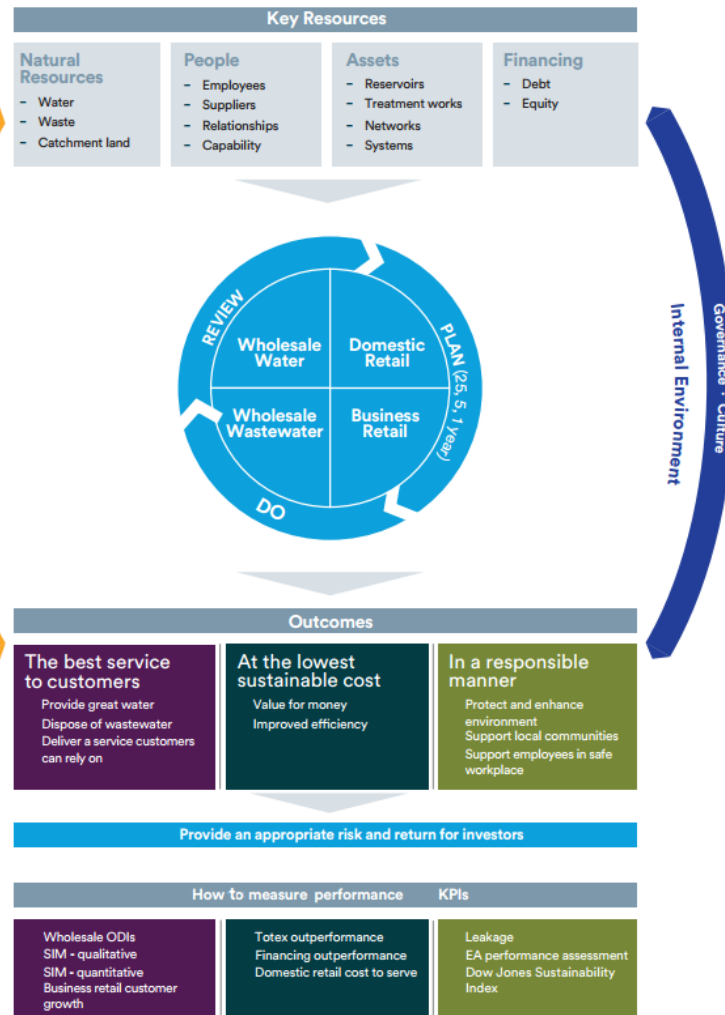 Key Resources
Natural
Resources
– Water
– Waste
– Catchment land
People
– Employees
– Suppliers
– Relationships
– Capability
Assets
– Reservoirs
– Treatment works
– Networks
– Systems
Financing
– Debt
– Equity
REVIEW
PLAN (25, 5, 1 year)
DO
Wholesale
Water
Domestic
Retail
Wholesale
Wastewater
Business
Retail
Internal Environment
Governance · Culture
Outcomes
The best service
to customers
Provide great water
Dispose of wastewater
Deliver a service customers
can rely on
At the lowest
sustainable cost
Value for money
Improved efficiency
In a responsible
manner
Protect and enhance
environment
Support local communities
Support employees in safe
workplace
Provide an appropriate risk and return for investors
How to measure performance KPIs
Wholesale ODIs
SIM - qualitative
SIM - quantitative
Business retail customer
growth
Totex outperformance
Financing outperformance
Domestic retail cost to serve
Leakage
EA performance assessment
Dow Jones Sustainability
Index